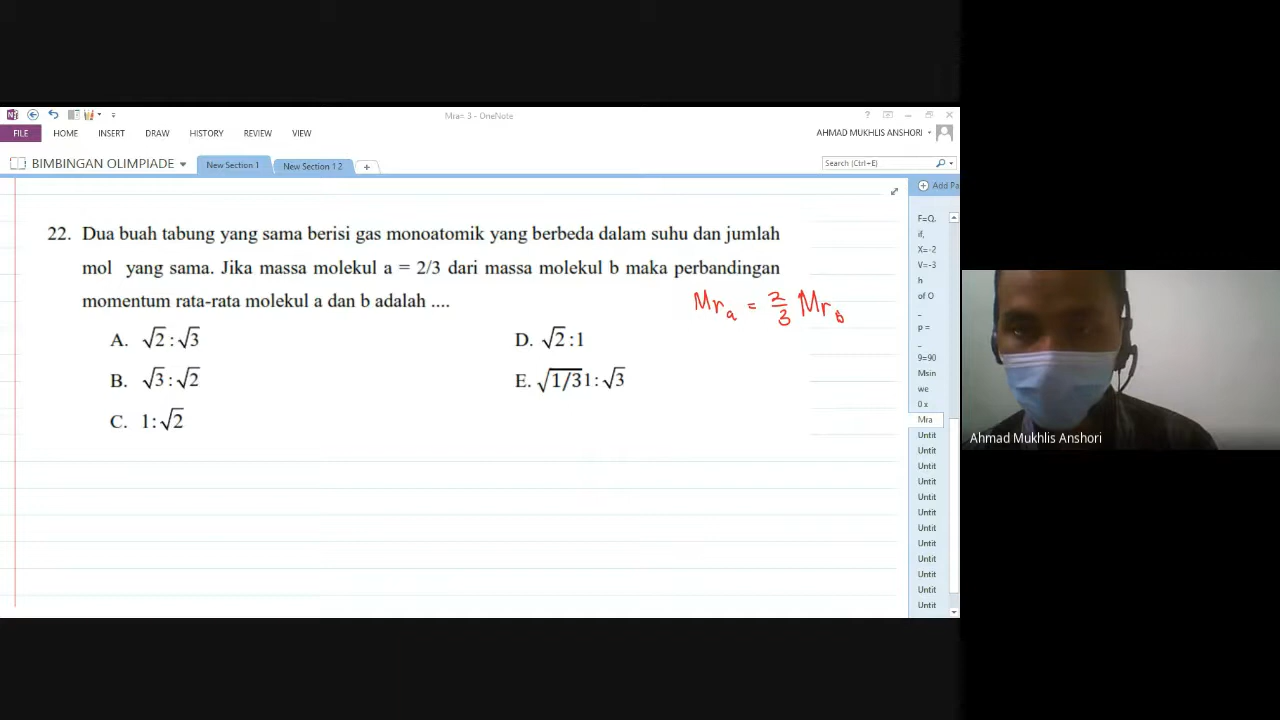 Mra= 3 - OneNote
?
FILE HOME INSERT DRAW HISTORY REVIEW VIEW
AHMAD MUKHLIS ANSHORI
BIMBINGAN OLIMPIADE
New Section 1
New Section 1 2
+
Search (Ctrl+E)
Add Pa
22. Dua buah tabung yang sama berisi gas monoatomik yang berbeda dalam suhu dan jumlah
mol yang sama. Jika massa molekul a = 2/3 dari massa molekul b maka perbandingan
momentum rata-rata molekul a dan b adalah ....
Mr_a = 2/3 Mr_b
A. √2 : √3
B. √3 : √2
C. 1 : √2
D. √2 : 1
E. √1/3 1 : √3
F=Q.
if,
X=-2
V=-3
h
of O
_
p =
_
9=90
Msin
we
0 x
Mra
Untit
Untit
Untit
Untit
Untit
Untit
Untit
Untit
Untit
Untit
Untit
Untit
Ahmad Mukhlis Anshori